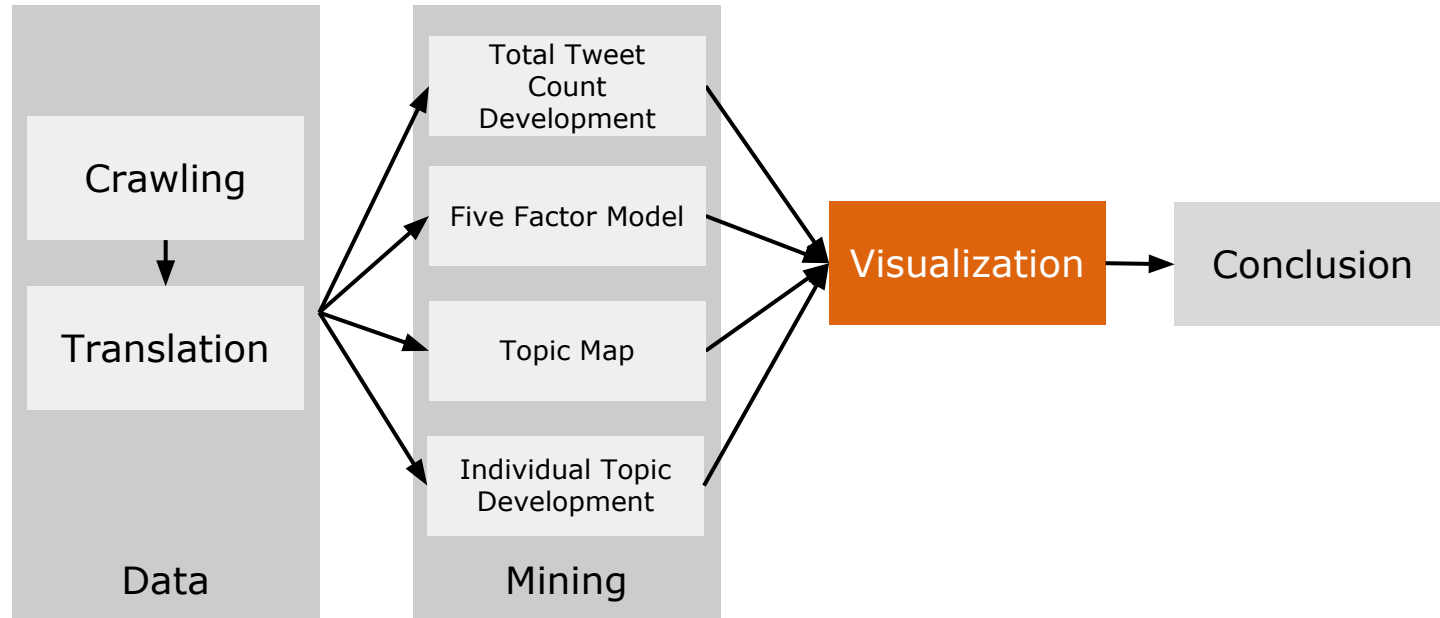 Crawling
Translation
Data
Total Tweet
Count
Development
Five Factor Model
Topic Map
Individual Topic
Development
Mining
Visualization
Conclusion